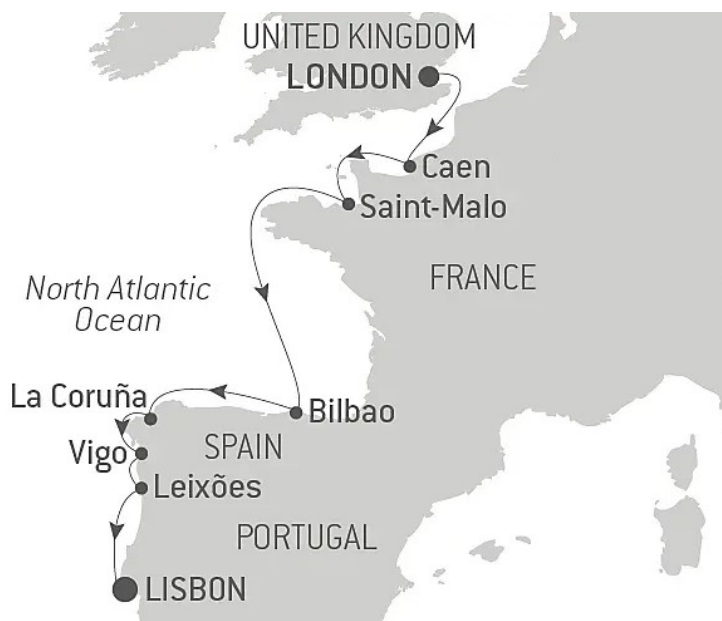 UNITED KINGDOM
LONDON
Caen
Saint-Malo
FRANCE
North Atlantic
Ocean
La Coruña
Bilbao
Vigo
SPAIN
Leixões
PORTUGAL
LISBON